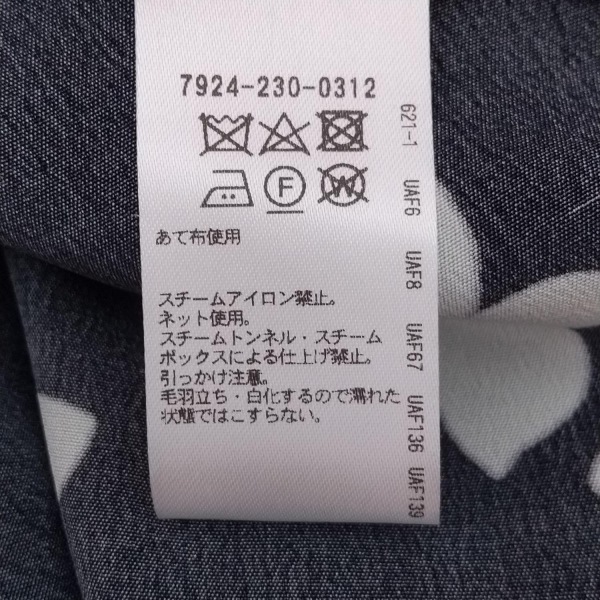 7924-230-0312
F W
あて布使用
スチームアイロン禁止。
ネット使用。
スチームトンネル・スチーム
ボックスによる仕上げ禁止。
引っかけ注意。
毛羽立ち・白化するので濡れた
状態ではこすらない。
621-1 UAF6 UAF8 UAF67 UAF136 UAF139